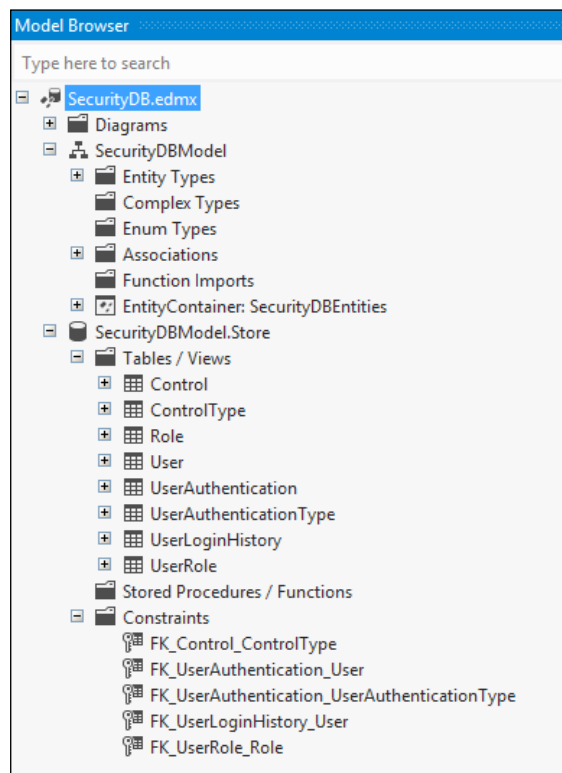 Model Browser
Type here to search
SecurityDB.edmx
Diagrams
SecurityDBModel
Entity Types
Complex Types
Enum Types
Associations
Function Imports
EntityContainer: SecurityDBEntities
SecurityDBModel.Store
Tables / Views
Control
ControlType
Role
User
UserAuthentication
UserAuthenticationType
UserLoginHistory
UserRole
Stored Procedures / Functions
Constraints
FK_Control_ControlType
FK_UserAuthentication_User
FK_UserAuthentication_UserAuthenticationType
FK_UserLoginHistory_User
FK_UserRole_Role